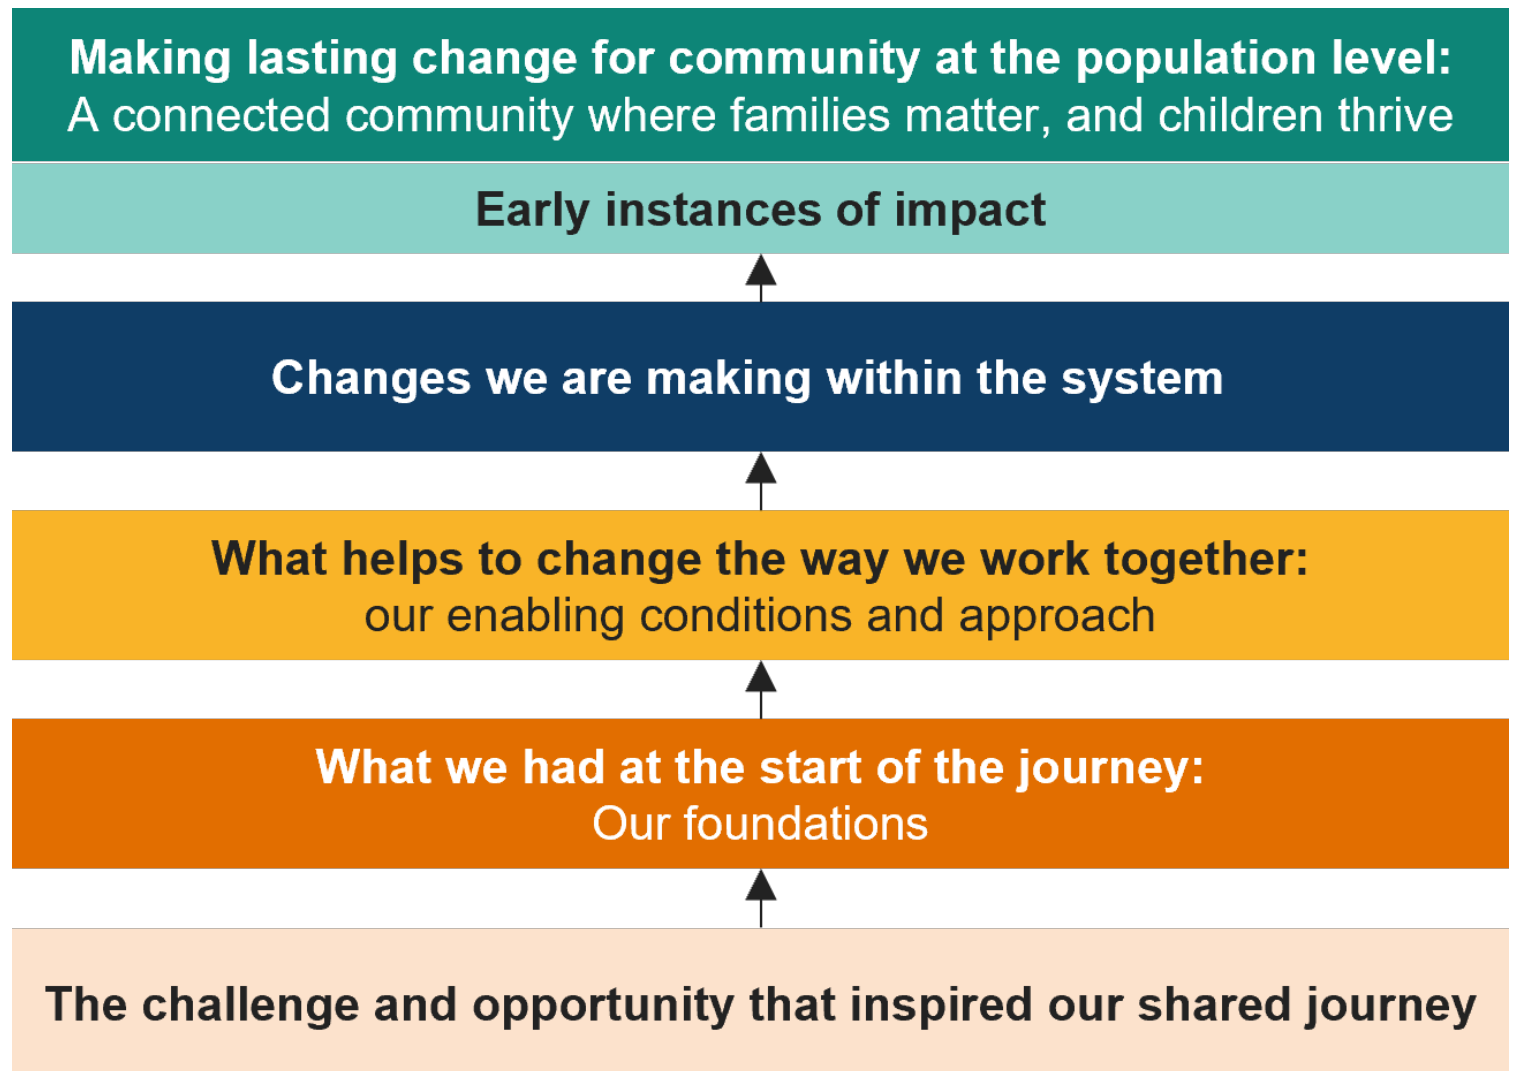 Making lasting change for community at the population level:
A connected community where families matter, and children thrive
Early instances of impact
Changes we are making within the system
What helps to change the way we work together:
our enabling conditions and approach
What we had at the start of the journey:
Our foundations
The challenge and opportunity that inspired our shared journey